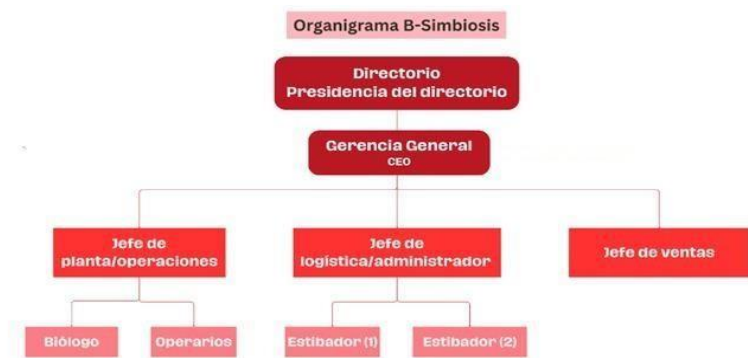 Organigrama B-Simbiosis
Directorio
Presidencia del directorio
Gerencia General
CEO
Jefe de
planta/operaciones
Jefe de
logística/administrador
Jefe de ventas
Biólogo
Operarios
Estibador (1)
Estibador (2)